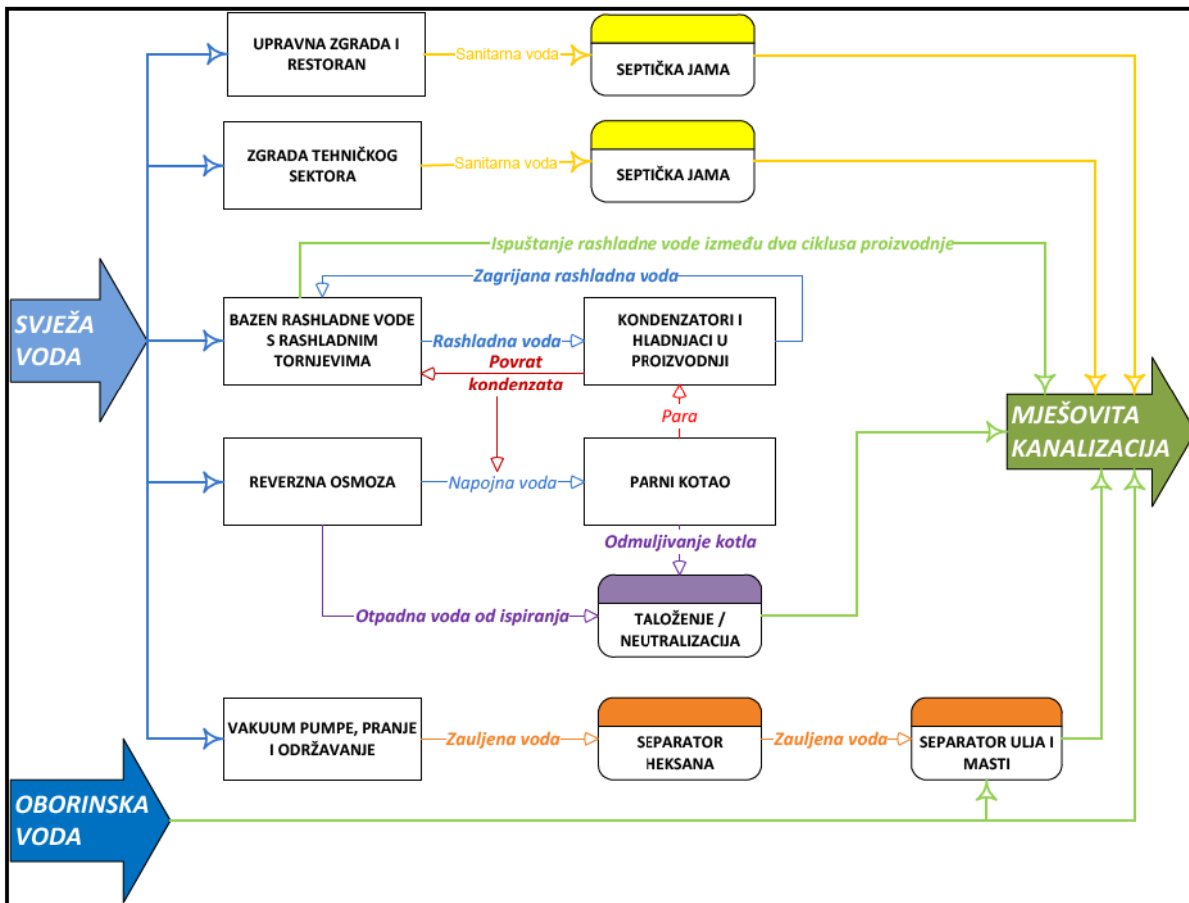 UPRAVNA ZGRADA I
RESTORAN
Sanitarna voda
SEPTIČKA JAMA
ZGRADA TEHNIČKOG
SEKTORA
Sanitarna voda
SEPTIČKA JAMA
Ispuštanje rashladne vode između dva ciklusa proizvodnje
Zagrijana rashladna voda
SVJEŽA
VODA
BAZEN RASHLADNE VODE
S RASHLADNIM
TORNJEVIMA
Rashladna voda
KONDENZATORI I
HLADNJACI U
PROIZVODNJI
Povrat
kondenzata
Para
MJEŠOVITA
KANALIZACIJA
REVERZNA OSMOZA
Napojna voda
PARNI KOTAO
Odmuljivanje kotla
Otpadna voda od ispiranja
TALOŽENJE /
NEUTRALIZACIJA
VAKUUM PUMPE, PRANJE
I ODRŽAVANJE
Zauljena voda
SEPARATOR
HEKSANA
Zauljena voda
SEPARATOR ULJA I
MASTI
OBORINSKA
VODA